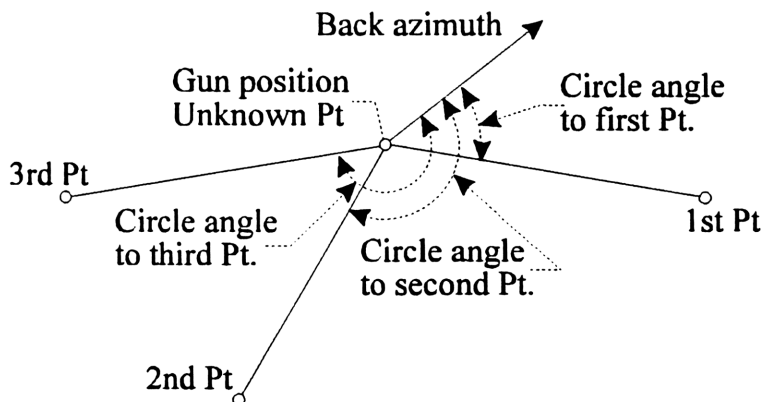 Back azimuth
Gun position
Unknown Pt
Circle angle
to first Pt.
3rd Pt
1st Pt
Circle angle
to third Pt.
Circle angle
to second Pt.
2nd Pt